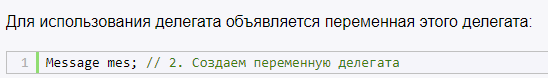 Для использования делегата объявляется переменная этого делегата:
1 Message mes; // 2. Создаем переменную делегата